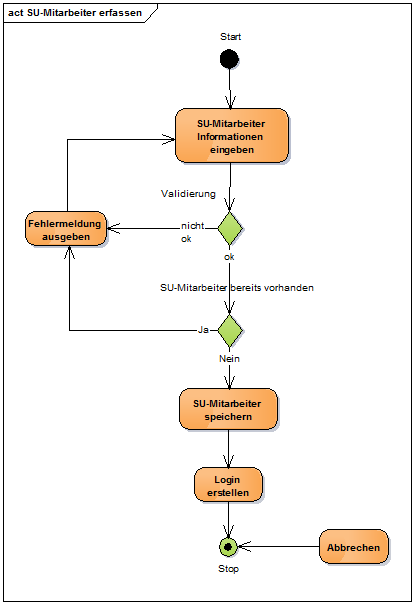 act SU-Mitarbeiter erfassen
Start
SU-Mitarbeiter
Informationen
eingeben
Validierung
Fehlermeldung
ausgeben
nicht
ok
ok
SU-Mitarbeiter bereits vorhanden
Ja
Nein
SU-Mitarbeiter
speichern
Login
erstellen
Abbrechen
Stop